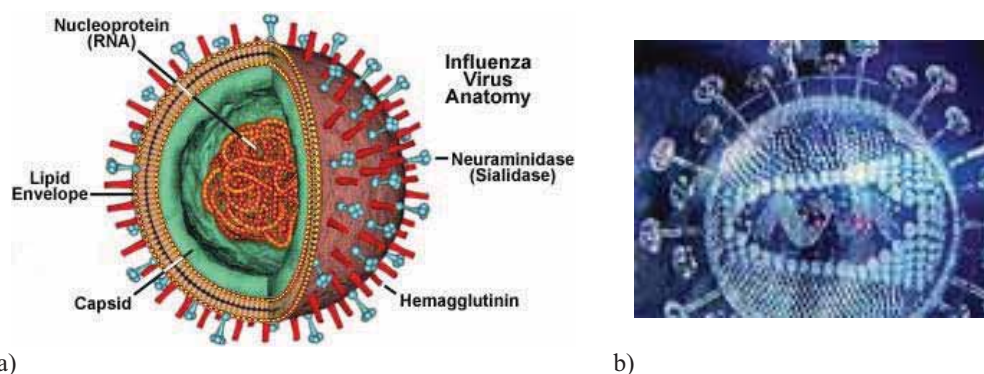 Nucleoprotein
(RNA)
Influenza
Virus
Anatomy
Neuraminidase
(Sialidase)
Lipid
Envelope
Capsid
Hemagglutinin
a)
b)